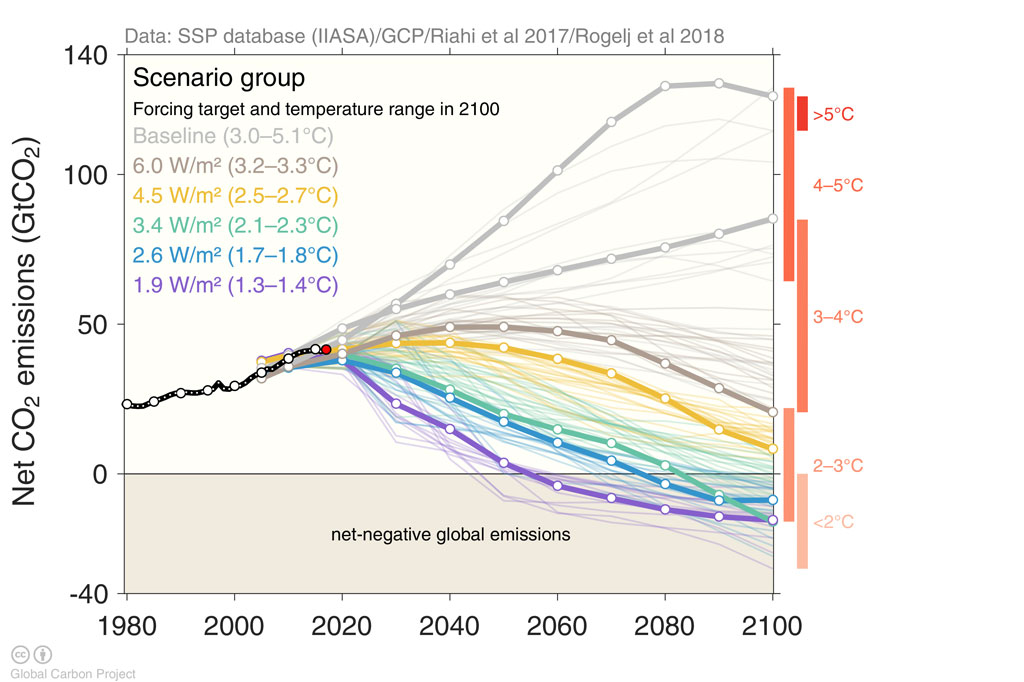 Data: SSP database (IIASA)/GCP/Riahi et al 2017/Rogelj et al 2018
140
Scenario group
Forcing target and temperature range in 2100
Baseline (3.0–5.1°C)
6.0 W/m² (3.2–3.3°C)
4.5 W/m² (2.5–2.7°C)
3.4 W/m² (2.1–2.3°C)
2.6 W/m² (1.7–1.8°C)
1.9 W/m² (1.3–1.4°C)
>5°C
100
4–5°C
Net CO₂ emissions (GtCO₂)
50
3–4°C
0
2–3°C
<2°C
net-negative global emissions
-40
1980 2000 2020 2040 2060 2080 2100
cc
Global Carbon Project